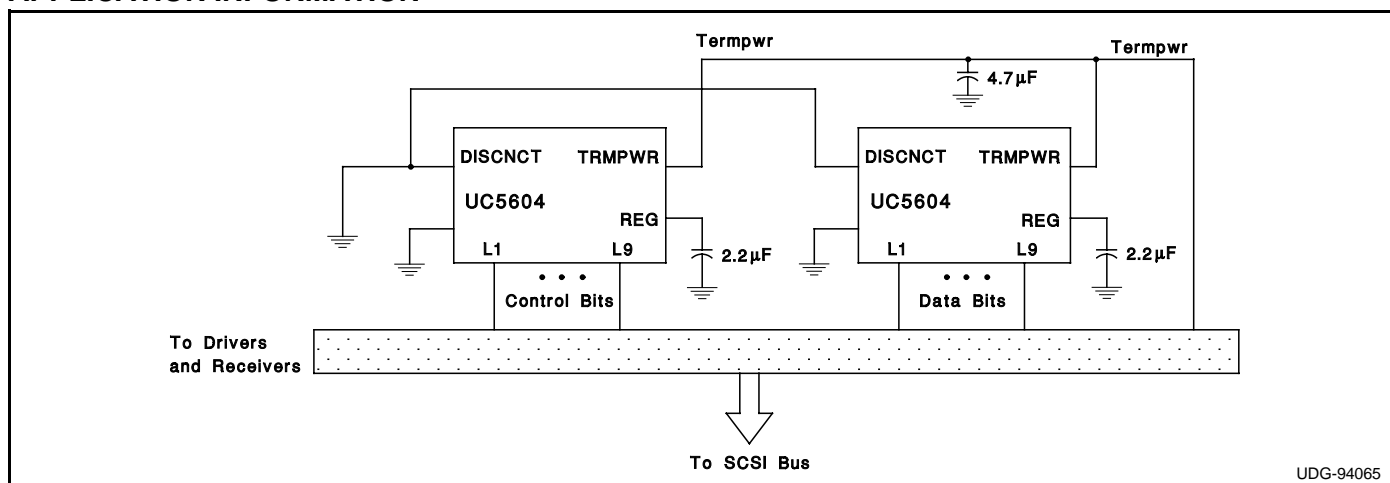 Termpwr
Termpwr
4.7µF
DISCNCT TRMPWR
UC5604
REG
L1 L9
2.2µF
Control Bits
DISCNCT TRMPWR
UC5604
REG
L1 L9
2.2µF
Data Bits
To Drivers
and Receivers
To SCSI Bus
UDG-94065